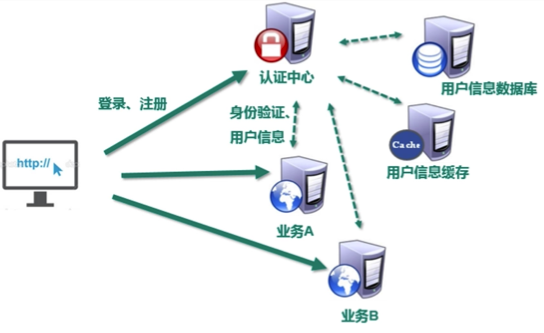 认证中心
用户信息数据库
登录、注册
身份验证、
用户信息
Cache
用户信息缓存
http://
业务A
业务B